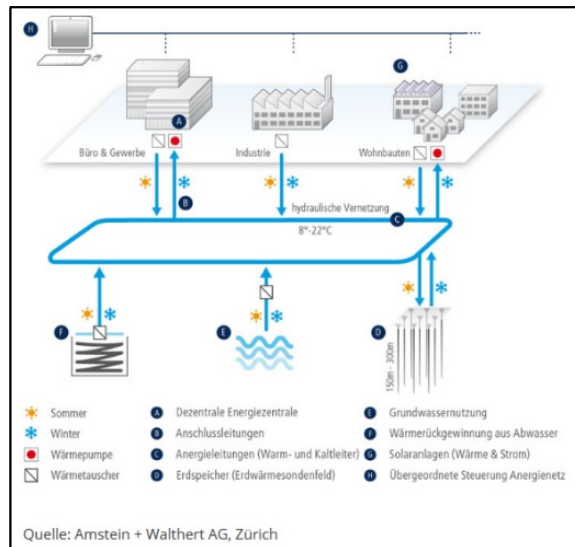 H
G
A
Büro & Gewerbe
Industrie
Wohnbauten
B
hydraulische Vernetzung
C
8°-22°C
F
E
D
150m - 300m
Sommer
Winter
Wärmepumpe
Wärmetauscher
A Dezentrale Energiezentrale
B Anschlussleitungen
C Anergieleitungen (Warm- und Kaltleiter)
D Erdspeicher (Erdwärmesondenfeld)
E Grundwassernutzung
F Wärmerückgewinnung aus Abwasser
G Solaranlagen (Wärme & Strom)
H Übergeordnete Steuerung Anergienetz
Quelle: Amstein + Walthert AG, Zürich